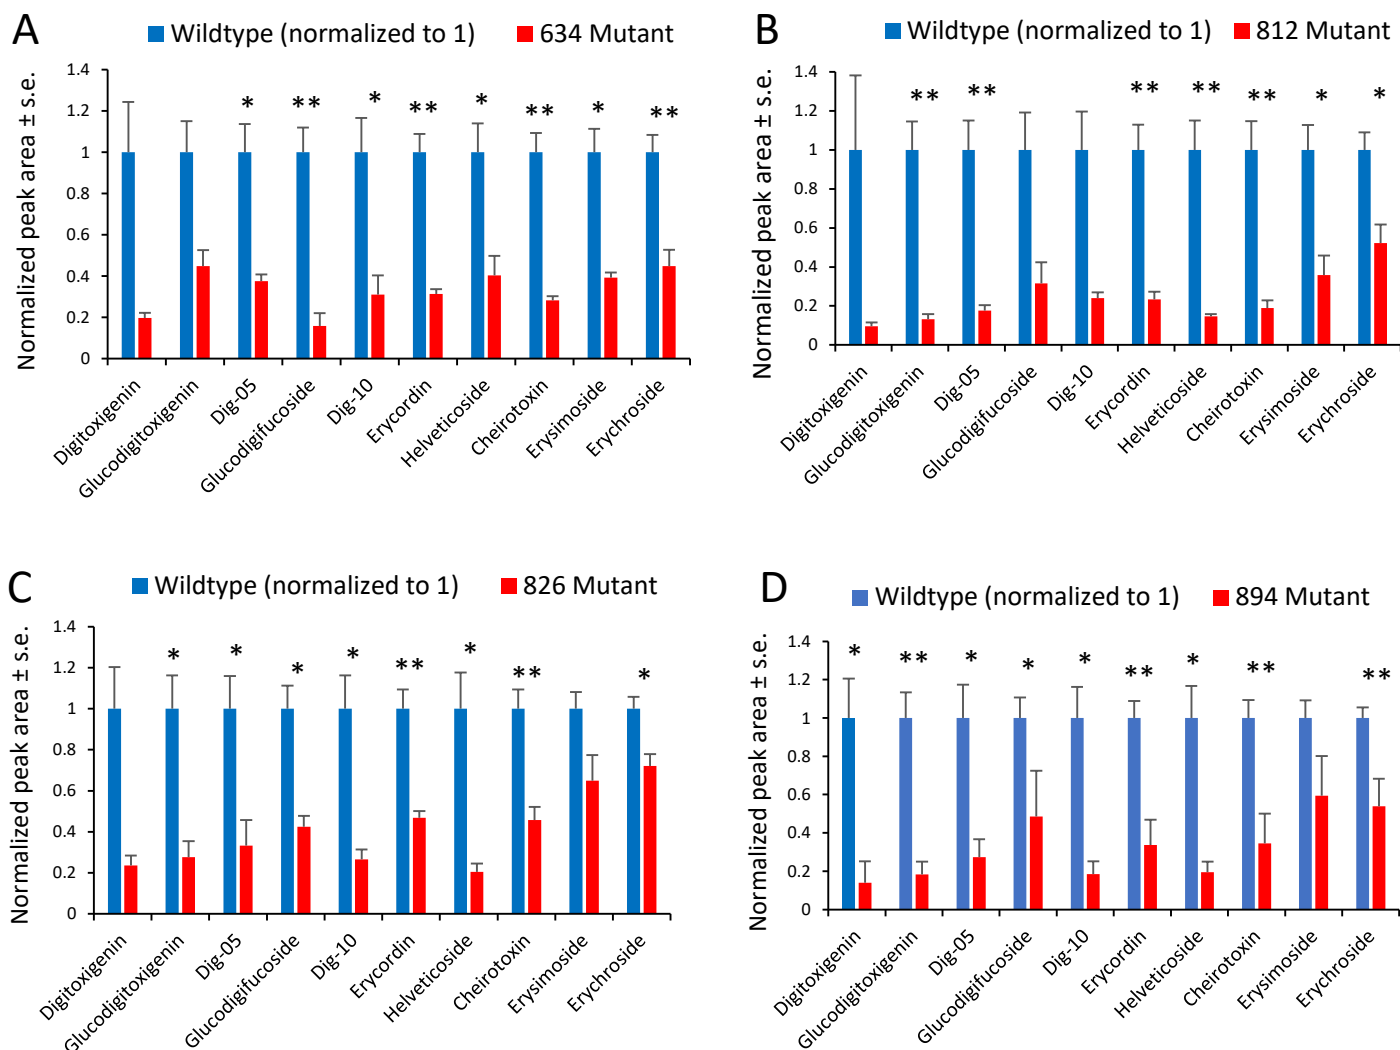 A
Wildtype (normalized to 1) 634 Mutant
Normalized peak area ± s.e.
1.4
1.2
1
0.8
0.6
0.4
0.2
0
* ** * ** * ** * **
Digitoxigenin
Glucodigitoxigenin
Dig-05
Glucodigifucoside
Dig-10
Erycordin
Helveticoside
Cheirotoxin
Erysimoside
Erychroside
B
Wildtype (normalized to 1) 812 Mutant
Normalized peak area ± s.e.
1.4
1.2
1
0.8
0.6
0.4
0.2
0
** ** ** ** ** * *
Digitoxigenin
Glucodigitoxigenin
Dig-05
Glucodigifucoside
Dig-10
Erycordin
Helveticoside
Cheirotoxin
Erysimoside
Erychroside
C
Wildtype (normalized to 1) 826 Mutant
Normalized peak area ± s.e.
1.4
1.2
1
0.8
0.6
0.4
0.2
0
* * * * ** * ** *
Digitoxigenin
Glucodigitoxigenin
Dig-05
Glucodigifucoside
Dig-10
Erycordin
Helveticoside
Cheirotoxin
Erysimoside
Erychroside
D
Wildtype (normalized to 1) 894 Mutant
Normalized peak area ± s.e.
1.4
1.2
1
0.8
0.6
0.4
0.2
0
* ** * * * ** * ** **
Digitoxigenin
Glucodigitoxigenin
Dig-05
Glucodigifucoside
Dig-10
Erycordin
Helveticoside
Cheirotoxin
Erysimoside
Erychroside